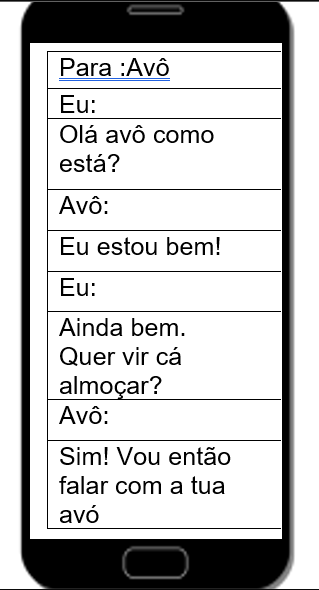 Para :Avô
Eu:
Olá avô como
está?
Avô:
Eu estou bem!
Eu:
Ainda bem.
Quer vir cá
almoçar?
Avô:
Sim! Vou então
falar com a tua
avó